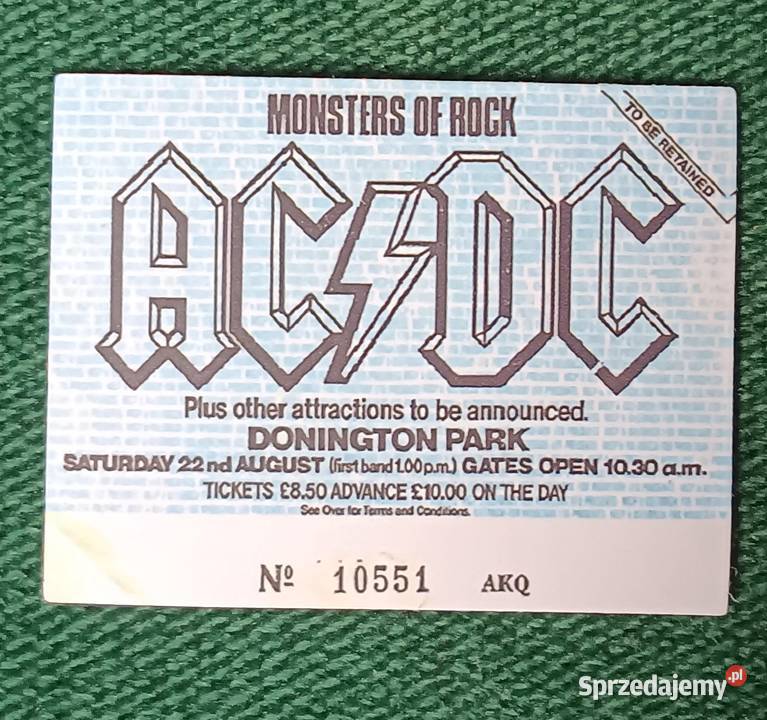 MONSTERS OF ROCK
TO BE RETAINED
AC/DC
Plus other attractions to be announced.
DONINGTON PARK
SATURDAY 22nd AUGUST (first band 1.00 p.m.) GATES OPEN 10.30 a.m.
TICKETS £8.50 ADVANCE £10.00 ON THE DAY
See Over for Terms and Conditions.
Nº 10551 AKQ
Sprzedajemy.pl